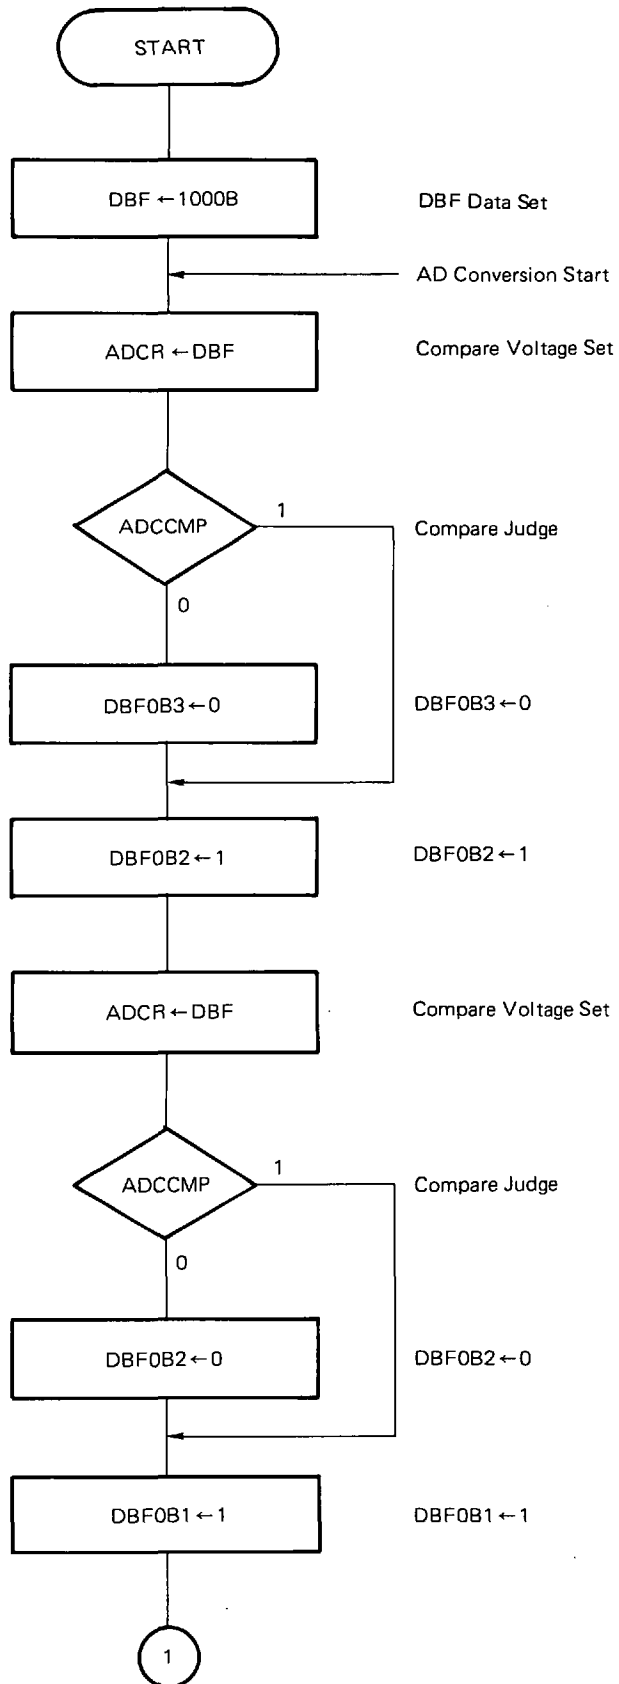 START
DBF ← 1000B
DBF Data Set
AD Conversion Start
ADCR ← DBF
Compare Voltage Set
ADCCMP
1
Compare Judge
0
DBF0B3 ← 0
DBF0B3 ← 0
DBF0B2 ← 1
DBF0B2 ← 1
ADCR ← DBF
Compare Voltage Set
ADCCMP
1
Compare Judge
0
DBF0B2 ← 0
DBF0B2 ← 0
DBF0B1 ← 1
DBF0B1 ← 1
1